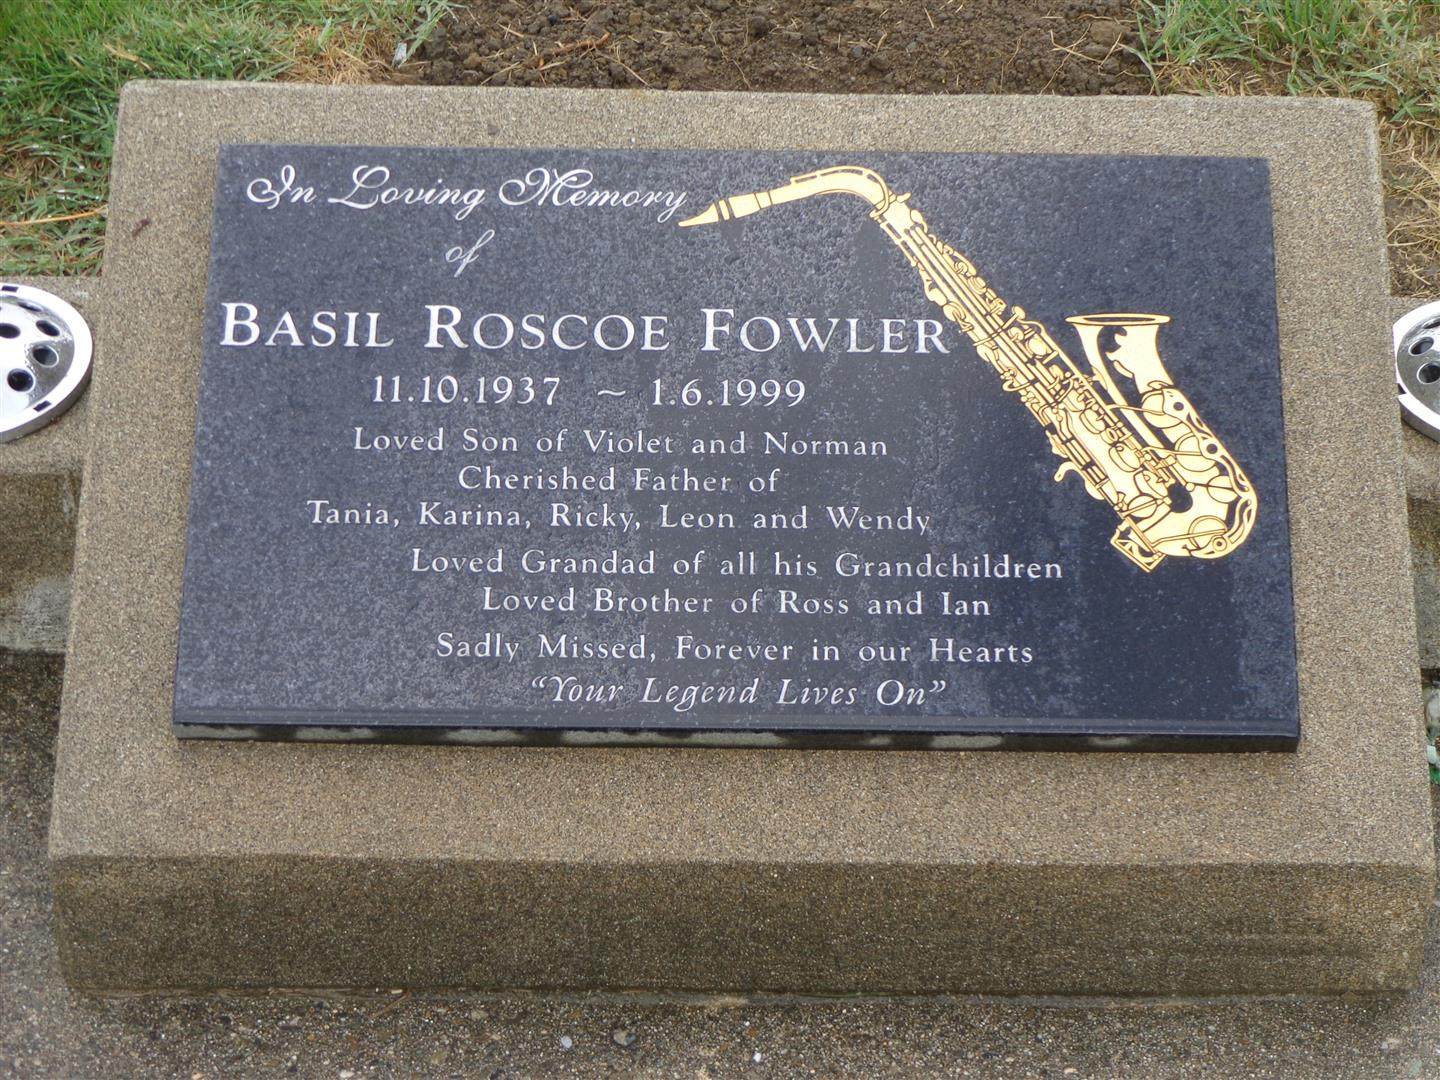 In Loving Memory
of
BASIL ROSCOE FOWLER
11.10.1937 ~ 1.6.1999
Loved Son of Violet and Norman
Cherished Father of
Tania, Karina, Ricky, Leon and Wendy
Loved Grandad of all his Grandchildren
Loved Brother of Ross and Ian
Sadly Missed, Forever in our Hearts
“Your Legend Lives On”